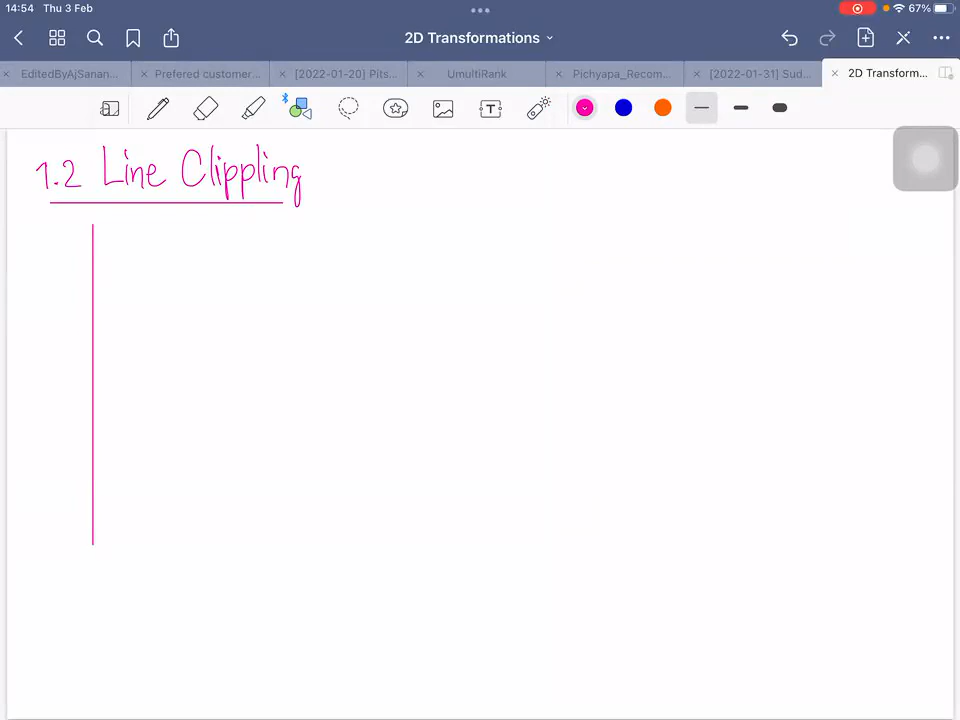 14:54 Thu 3 Feb
67%
2D Transformations
EditedByAjSanan...
Prefered customer...
[2022-01-20] Pits...
UmultiRank
Pichyapa_Recom...
[2022-01-31] Sud...
2D Transform...
T
1.2 Line Clippling